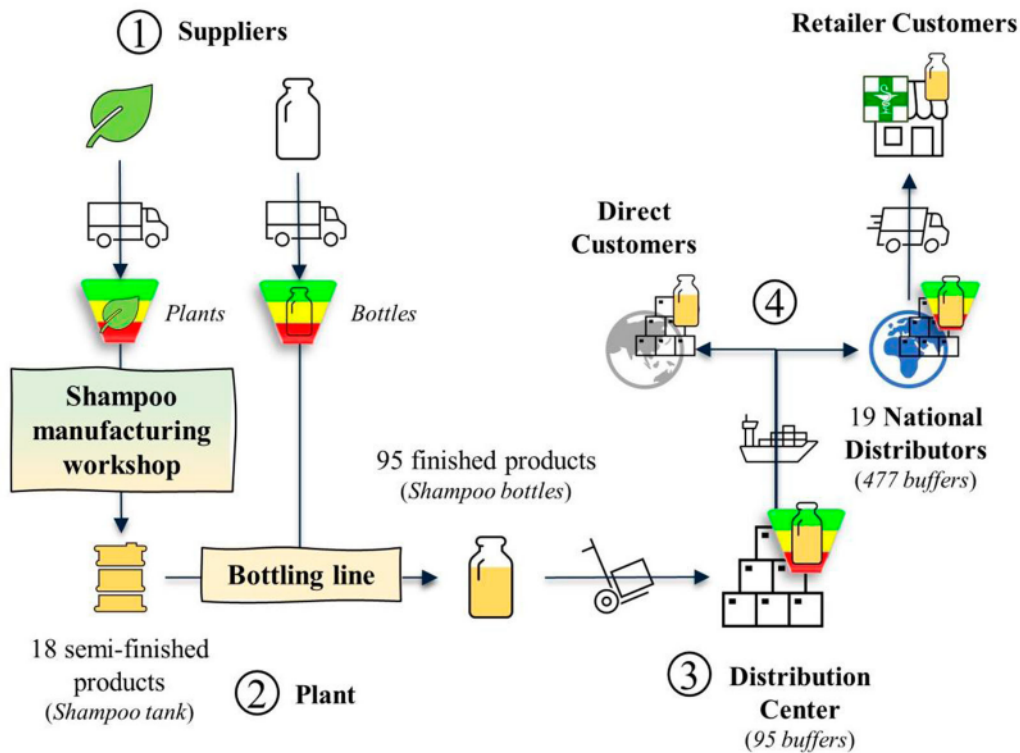 ① Suppliers
Retailer Customers
Direct
Customers
④
Plants
Bottles
Shampoo
manufacturing
workshop
19 National
Distributors
(477 buffers)
95 finished products
(Shampoo bottles)
Bottling line
18 semi-finished
products
(Shampoo tank)
② Plant
③ Distribution
Center
(95 buffers)